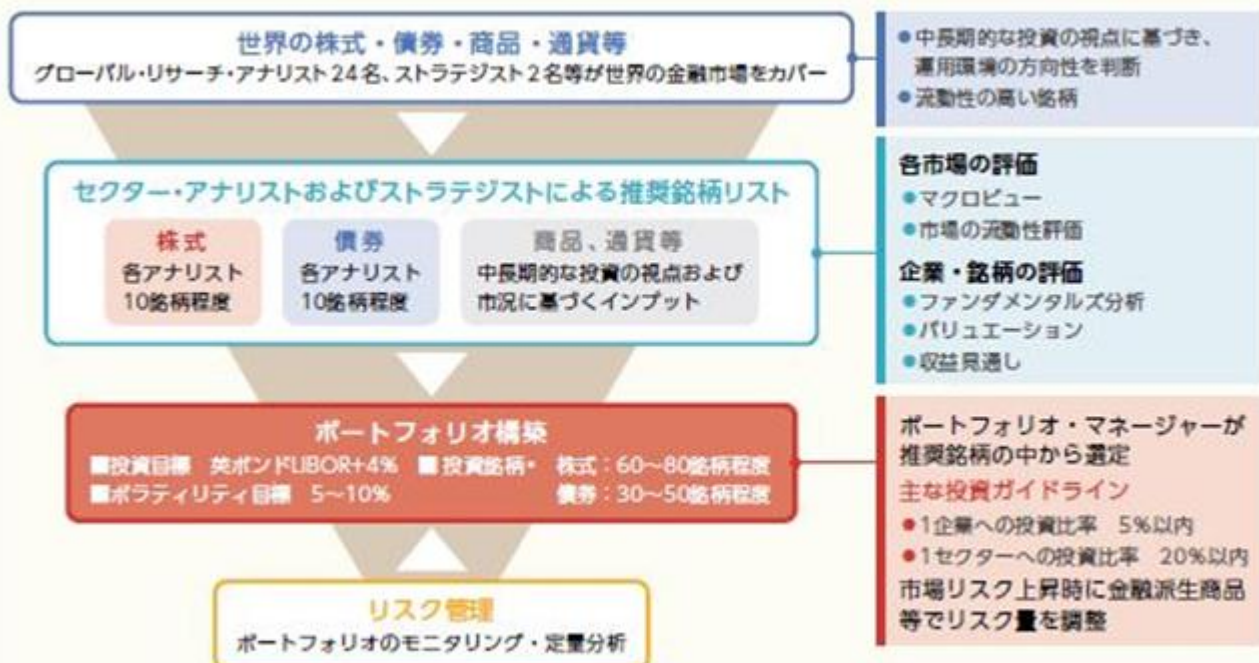 世界の株式・債券・商品・通貨等
グローバル・リサーチ・アナリスト24名、ストラテジスト2名等が世界の金融市場をカバー
●中長期的な投資の視点に基づき、
運用環境の方向性を判断
●流動性の高い銘柄
セクター・アナリストおよびストラテジストによる推奨銘柄リスト
株式
各アナリスト
10銘柄程度
債券
各アナリスト
10銘柄程度
商品、通貨等
中長期的な投資の視点および
市況に基づくインプット
各市場の評価
●マクロビュー
●市場の流動性評価
企業・銘柄の評価
●ファンダメンタルズ分析
●バリュエーション
●収益見通し
ポートフォリオ構築
■投資目標 英ポンドLIBOR+4% ■投資銘柄* 株式:60~80銘柄程度
■ボラティリティ目標 5~10% 債券:30~50銘柄程度
ポートフォリオ・マネージャーが
推奨銘柄の中から選定
主な投資ガイドライン
●1企業への投資比率 5%以内
●1セクターへの投資比率 20%以内
市場リスク上昇時に金融派生商品
等でリスク量を調整
リスク管理
ポートフォリオのモニタリング・定量分析